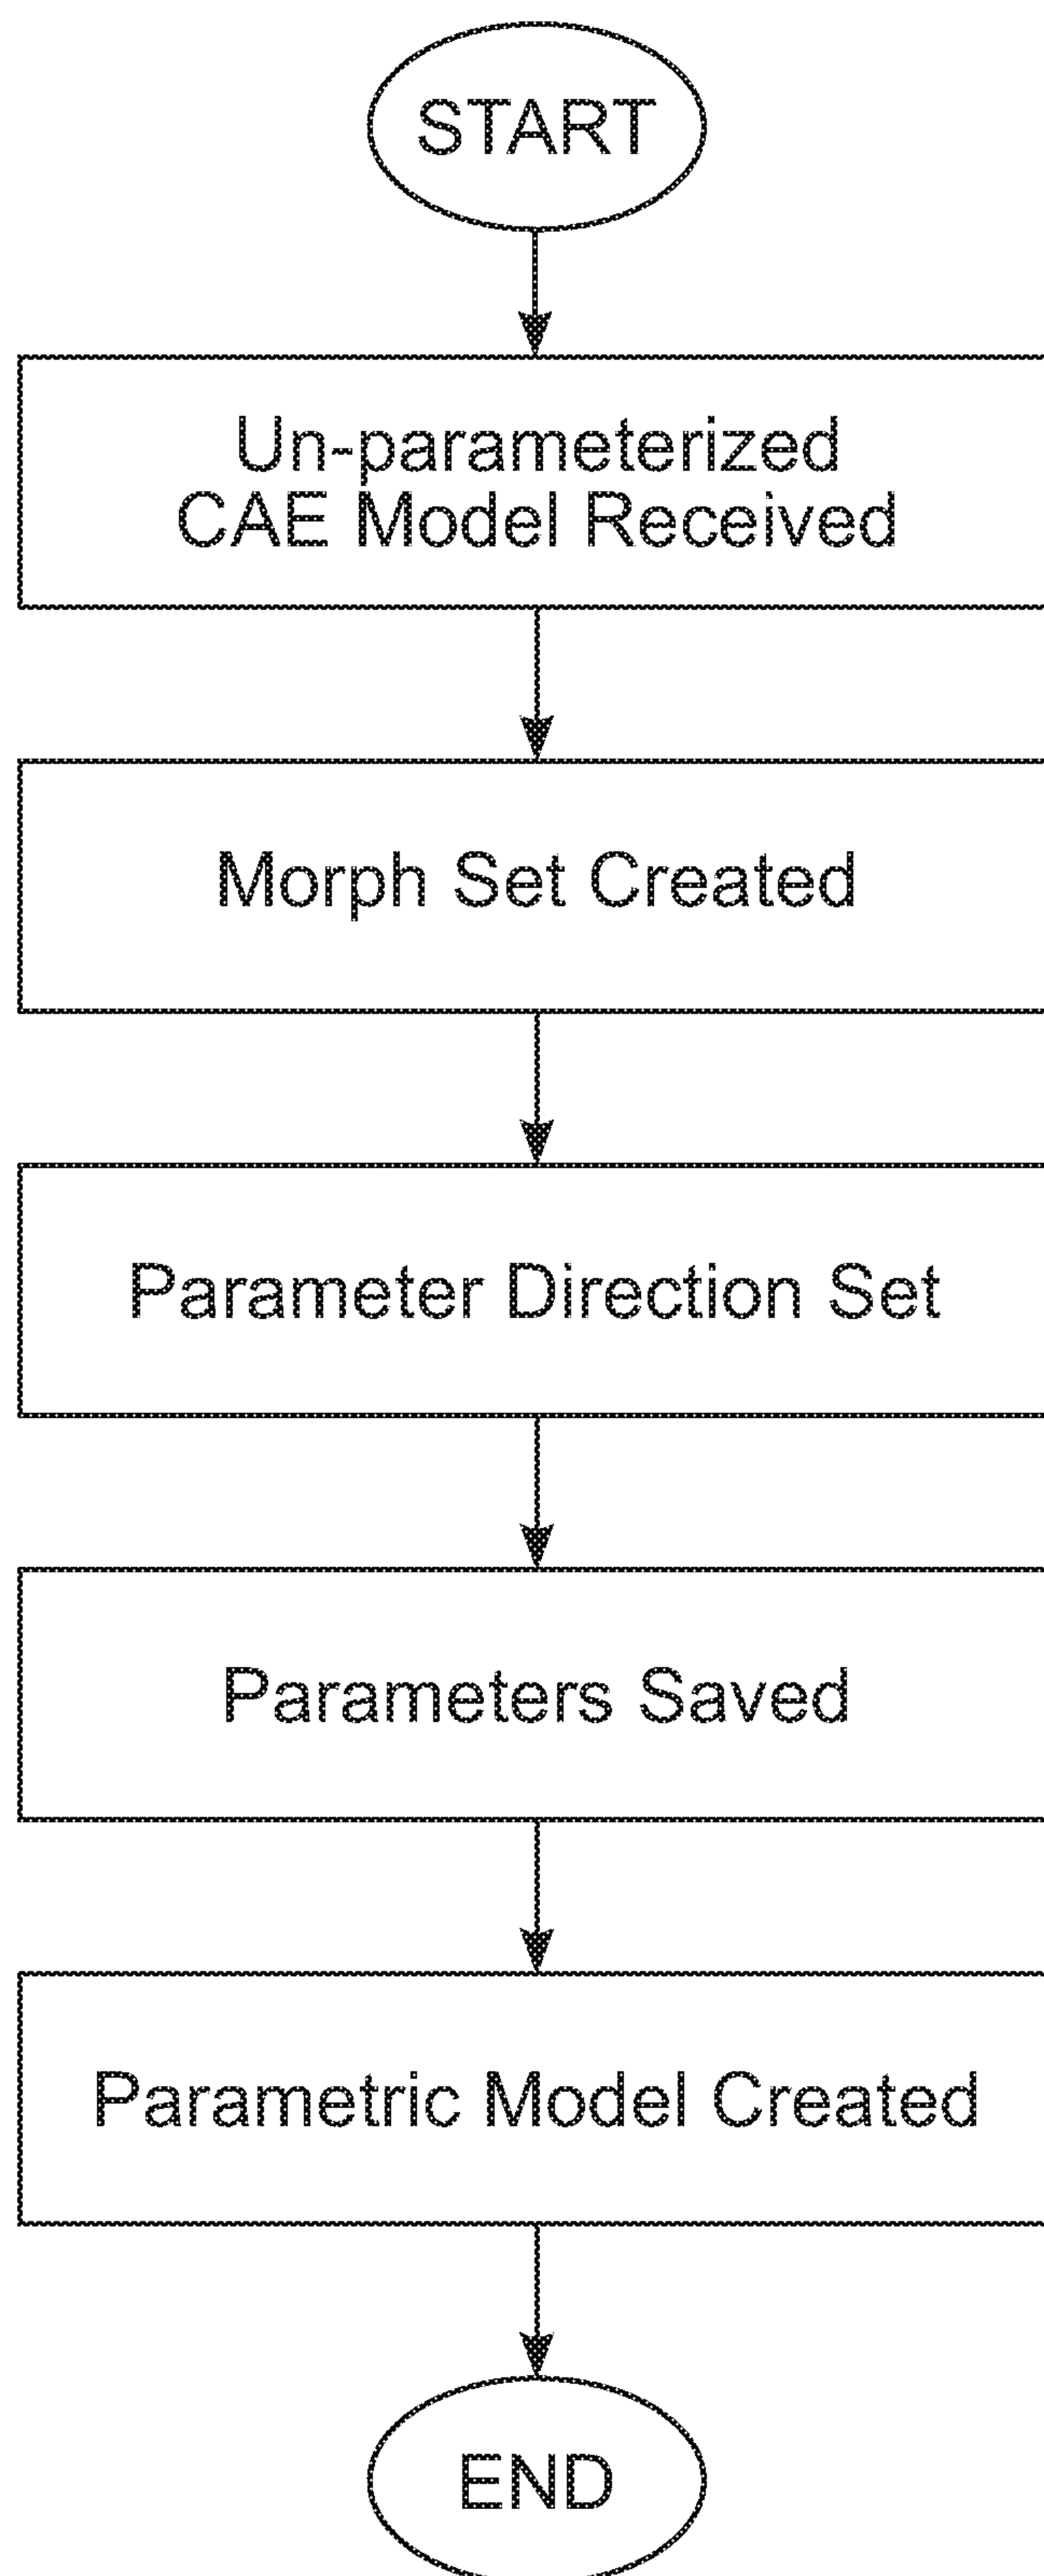 START
Un-parameterized
CAE Model Received
Morph Set Created
Parameter Direction Set
Parameters Saved
Parametric Model Created
END